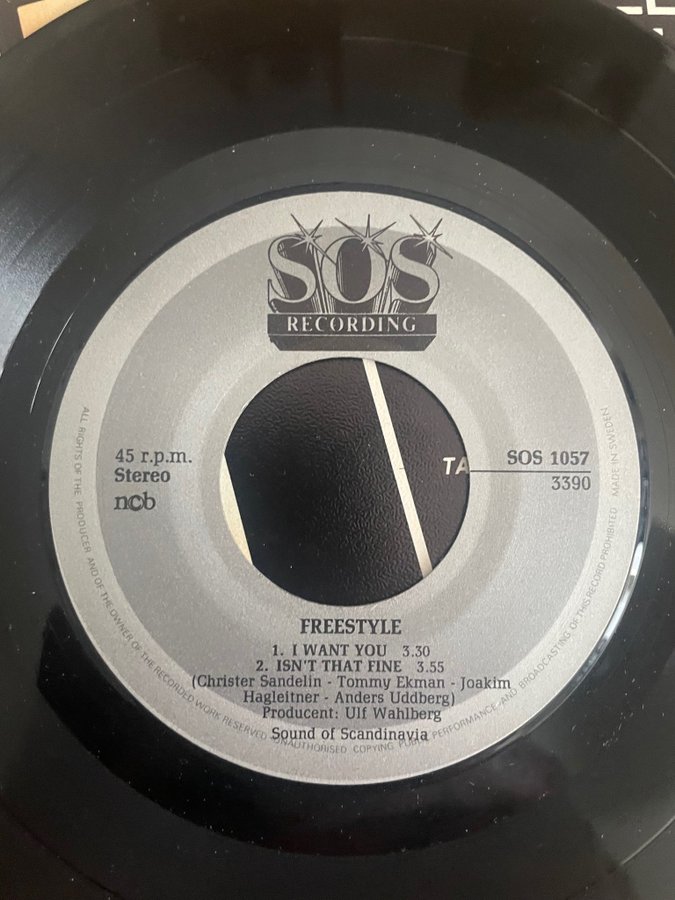 SOS
RECORDING
45 r.p.m.
Stereo
ncb
TA
SOS 1057
3390
FREESTYLE
1. I WANT YOU 3.30
2. ISN'T THAT FINE 3.55
(Christer Sandelin - Tommy Ekman - Joakim
Hagleitner - Anders Uddberg)
Producent: Ulf Wahlberg
Sound of Scandinavia
ALL RIGHTS OF THE PRODUCER AND OF THE OWNER OF THE RECORDED WORK RESERVED UNAUTHORISED COPYING PUBLIC PERFORMANCE AND BROADCASTING OF THIS RECORD PROHIBITED MADE IN SWEDEN